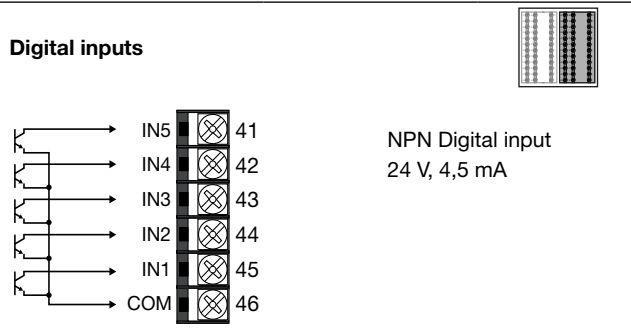 Digital inputs
IN5 41
IN4 42
IN3 43
IN2 44
IN1 45
COM 46
NPN Digital input
24 V, 4,5 mA